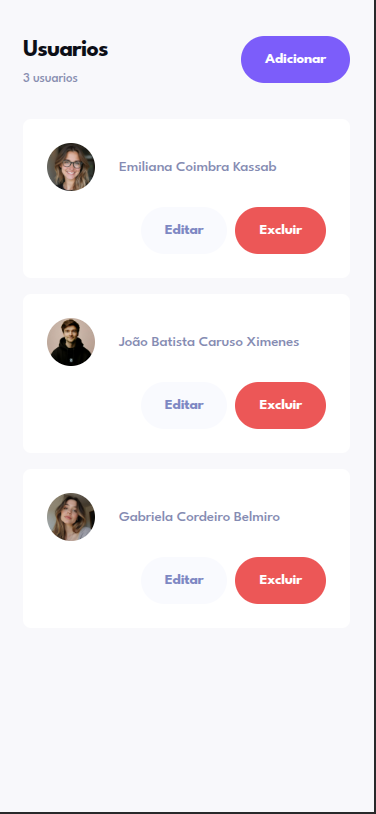 Usuarios
Adicionar
3 usuarios
Emiliana Coimbra Kassab
Editar
Excluir
João Batista Caruso Ximenes
Editar
Excluir
Gabriela Cordeiro Belmiro
Editar
Excluir